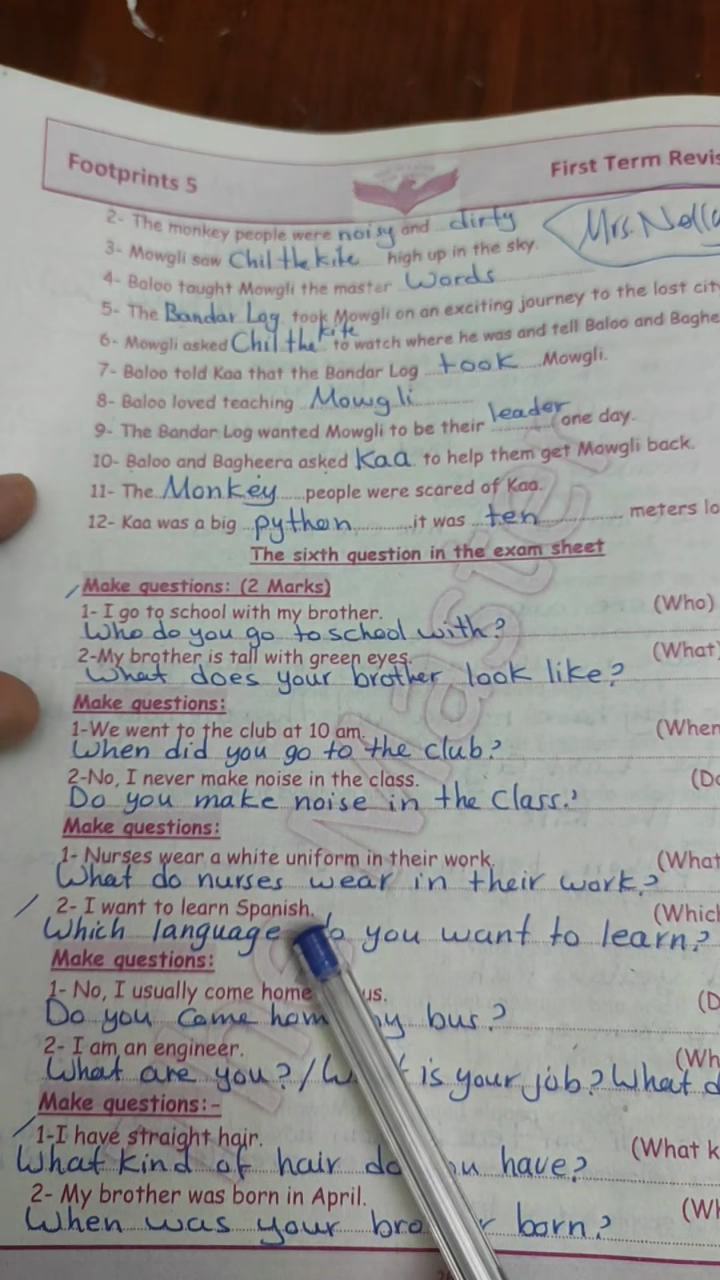 Footprints 5 First Term Revis
2- The monkey people were noisy and dirty
Mrs. Nell
3- Mowgli saw Chil the kite high up in the sky.
4- Baloo taught Mowgli the master words
5- The Bandar Log took Mowgli on an exciting journey to the lost cit
6- Mowgli asked Chil the kite to watch where he was and tell Baloo and Baghe
7- Baloo told Kaa that the Bandar Log took Mowgli.
8- Baloo loved teaching Mowgli
9- The Bandar Log wanted Mowgli to be their leader one day.
10- Baloo and Bagheera asked Kaa to help them get Mowgli back.
11- The Monkey people were scared of Kaa.
12- Kaa was a big python it was ten meters lo
The sixth question in the exam sheet
Make questions: (2 Marks)
1- I go to school with my brother. (Who)
Who do you go to school with?
2-My brother is tall with green eyes. (What)
What does your brother look like?
Make questions:
1-We went to the club at 10 am. (When
When did you go to the club?
2-No, I never make noise in the class. (Do
Do you make noise in the class?
Make questions:
1- Nurses wear a white uniform in their work. (What
What do nurses wear in their work?
2- I want to learn Spanish. (Which
Which language do you want to learn?
Make questions:
1- No, I usually come home us. (D
Do you come hom by bus?
2- I am an engineer. (Wh
What are you? / What is your job? What d
Make questions:-
1-I have straight hair. (What k
What kind of hair do you have?
2- My brother was born in April. (Wh
When was your bro r born?
The Master